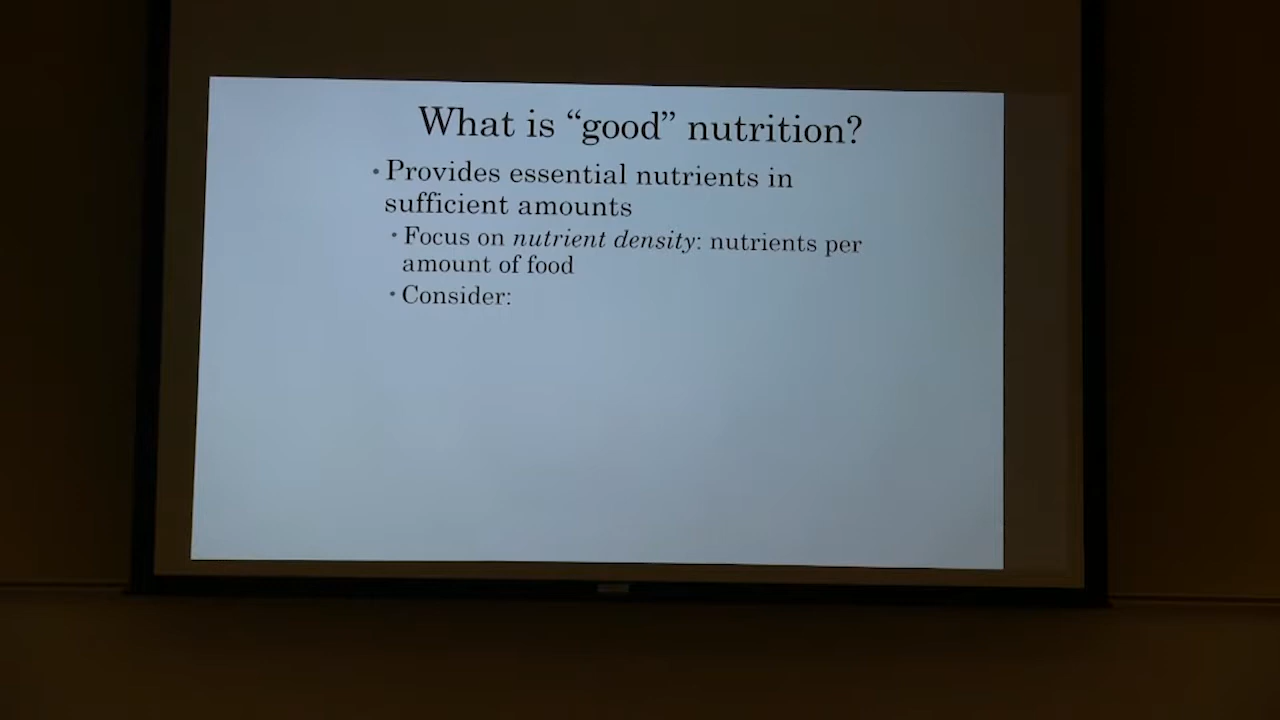 What is “good” nutrition?
• Provides essential nutrients in
sufficient amounts
• Focus on nutrient density: nutrients per
amount of food
• Consider: